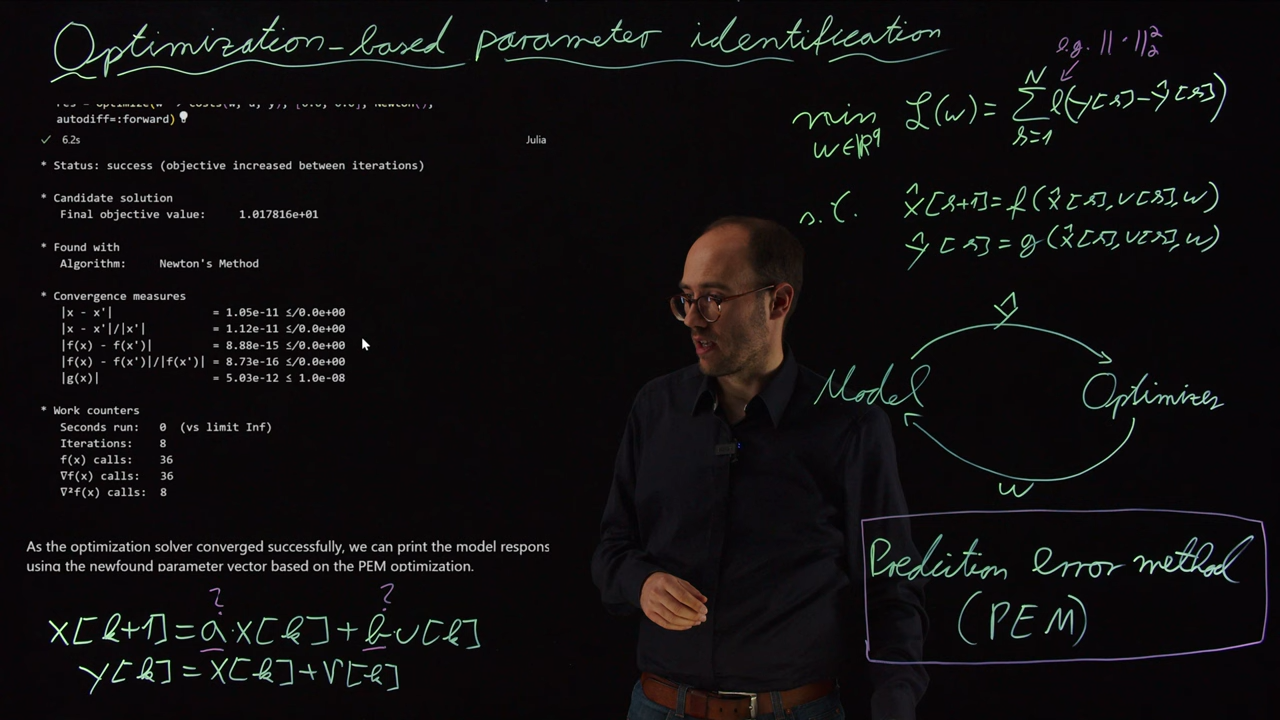 Optimization-based parameter identification
autodiff=:forward)
6.2s Julia
* Status: success (objective increased between iterations)
* Candidate solution
Final objective value: 1.017816e+01
* Found with
Algorithm: Newton's Method
* Convergence measures
|x - x'| = 1.05e-11 ≰ 0.0e+00
|x - x'|/|x'| = 1.12e-11 ≰ 0.0e+00
|f(x) - f(x')| = 8.88e-15 ≰ 0.0e+00
|f(x) - f(x')|/|f(x')| = 8.73e-16 ≰ 0.0e+00
|g(x)| = 5.03e-12 ≤ 1.0e-08
* Work counters
Seconds run: 0 (vs limit Inf)
Iterations: 8
f(x) calls: 36
∇f(x) calls: 36
∇²f(x) calls: 8
As the optimization solver converged successfully, we can print the model respons
using the newfound parameter vector based on the PEM optimization.
? ?
x[k+1] = a·x[k] + b·u[k]
y[k] = x[k] + v[k]
e.g. ||·||₂²
min w∈ℝ^q ℒ(w) = Σ_{k=1}^{N} l(y[k] - ŷ[k])
s.t. x̂[k+1] = f(x̂[k], u[k], w)
ŷ[k] = g(x̂[k], u[k], w)
ŷ
Model Optimizer
w
Prediction error method
(PEM)